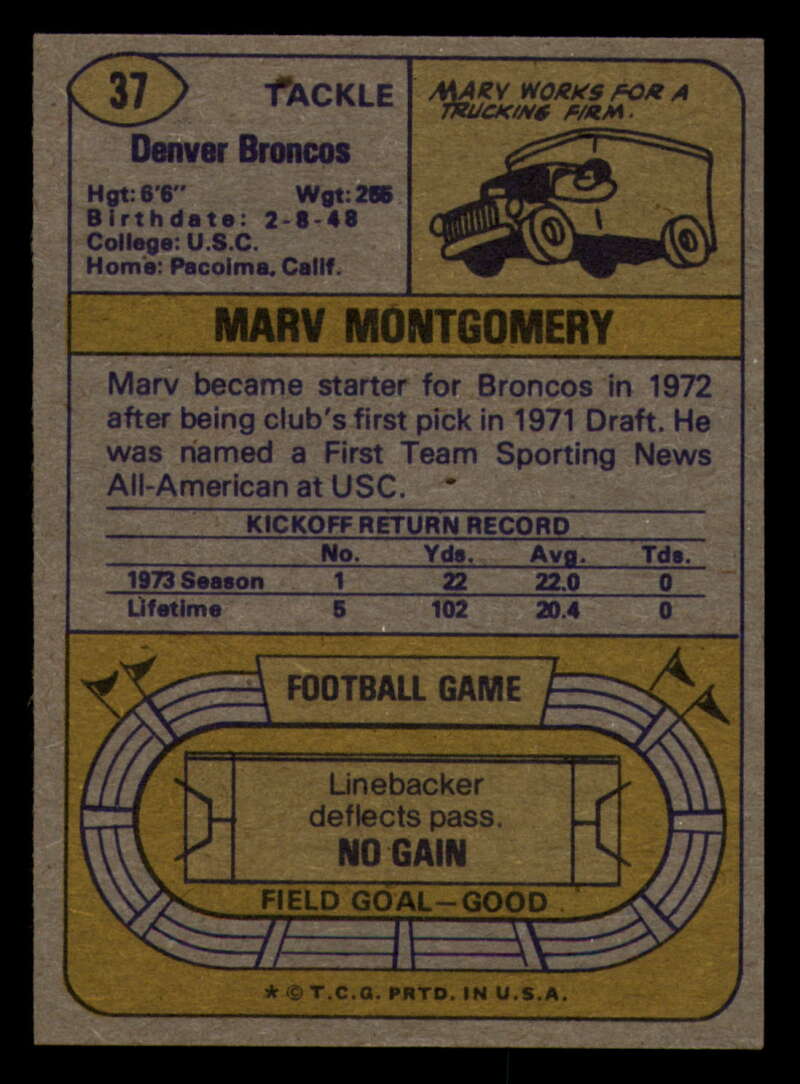 37
TACKLE
Denver Broncos
Hgt: 6'6" Wgt: 255
Birthdate: 2-8-48
College: U.S.C.
Home: Pacoima, Calif.
MARV WORKS FOR A
TRUCKING FIRM.
MARV MONTGOMERY
Marv became starter for Broncos in 1972
after being club's first pick in 1971 Draft. He
was named a First Team Sporting News
All-American at USC.
KICKOFF RETURN RECORD
No. Yds. Avg. Tds.
1973 Season 1 22 22.0 0
Lifetime 5 102 20.4 0
FOOTBALL GAME
Linebacker
deflects pass.
NO GAIN
FIELD GOAL—GOOD
* © T.C.G. PRTD. IN U.S.A.